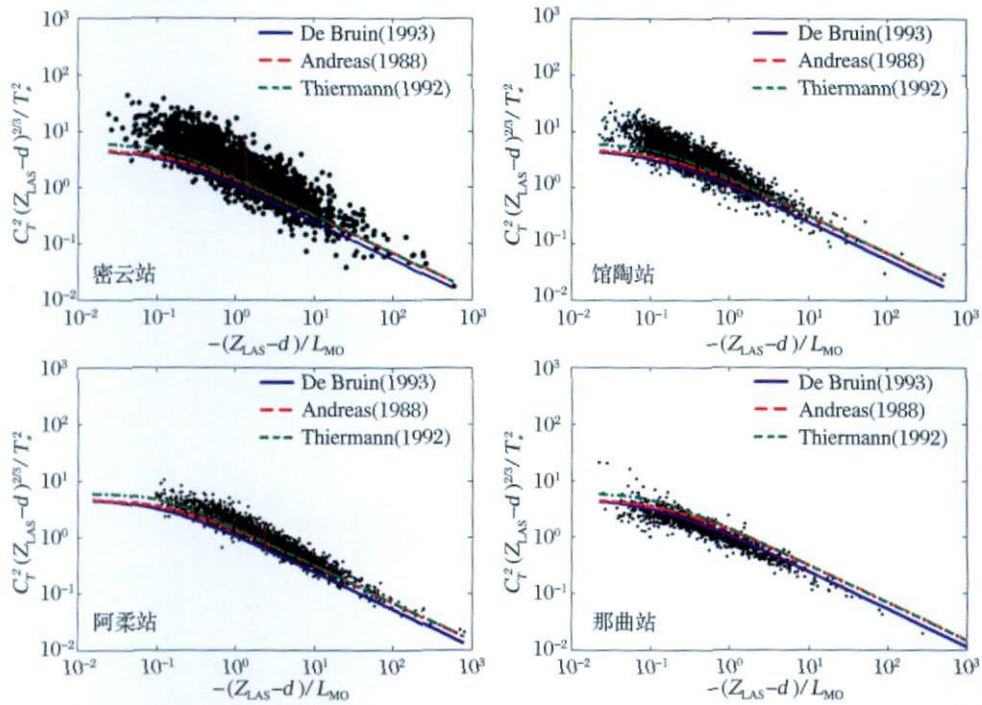 10³
10²
10¹
10⁰
10⁻¹
10⁻²
C_T²(Z_LAS−d)^2/3/T_*²
De Bruin(1993)
Andreas(1988)
Thiermann(1992)
密云站
10⁻² 10⁻¹ 10⁰ 10¹ 10² 10³
−(Z_LAS−d)/L_MO
10³
10²
10¹
10⁰
10⁻¹
10⁻²
C_T²(Z_LAS−d)^2/3/T_*²
De Bruin(1993)
Andreas(1988)
Thiermann(1992)
馆陶站
10⁻² 10⁻¹ 10⁰ 10¹ 10² 10³
−(Z_LAS−d)/L_MO
10³
10²
10¹
10⁰
10⁻¹
10⁻²
C_T²(Z_LAS−d)^2/3/T_*²
De Bruin(1993)
Andreas(1988)
Thiermann(1992)
阿柔站
10⁻² 10⁻¹ 10⁰ 10¹ 10² 10³
−(Z_LAS−d)/L_MO
10³
10²
10¹
10⁰
10⁻¹
10⁻²
C_T²(Z_LAS−d)^2/3/T_*²
De Bruin(1993)
Andreas(1988)
Thiermann(1992)
那曲站
10⁻² 10⁻¹ 10⁰ 10¹ 10² 10³
−(Z_LAS−d)/L_MO